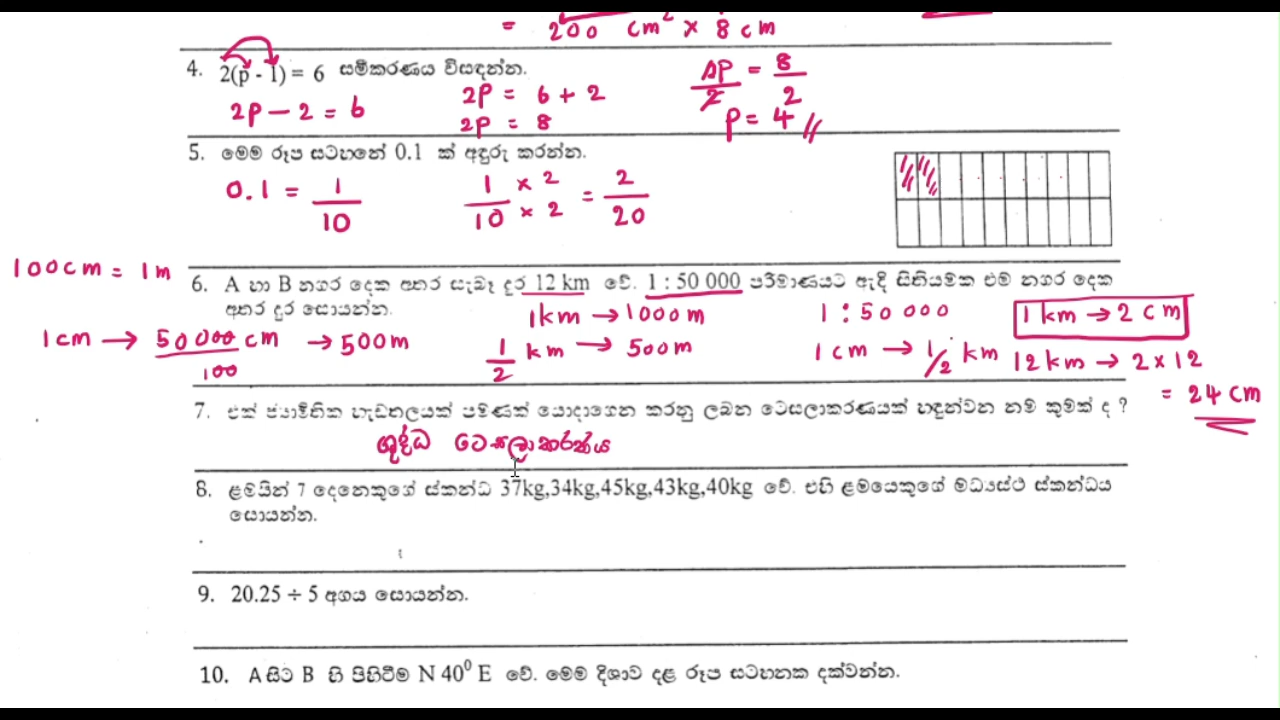 = 200 cm² × 8 cm
4. 2(p - 1) = 6 සමීකරණය විසඳන්න.
2P - 2 = 6
2P = 6 + 2
2P = 8
2P/2 = 8/2
P = 4 //
5. මෙම රූප සටහනේ 0.1 ක් අඳුරු කරන්න.
0.1 = 1/10
1/10 × 2/2 = 2/20
100cm = 1m
6. A හා B නගර දෙක අතර සැබෑ දුර 12 km වේ. 1 : 50 000 පරිමාණයට ඇදි සිතියමක එම නගර දෙක
අතර දුර සොයන්න.
1cm → 50 000 cm/100 → 500m
1km → 1000m
1/2 km → 500m
1 : 50 000
1cm → 1/2 km
1 km → 2 cm
12 km → 2 × 12
= 24 cm
7. එක් ජ්‍යාමිතික හැඩතලයක් පමණක් යොදාගෙන කරනු ලබන ටෙසලාකරණයක් හඳුන්වන නම කුමක් ද ?
ශුද්ධ ටෙසලාකරණය
8. ළමයින් 7 දෙනෙකුගේ ස්කන්ධ 37kg,34kg,45kg,43kg,40kg වේ. එහි ළමයෙකුගේ මධ්‍යස්ථ ස්කන්ධය
සොයන්න.
9. 20.25 ÷ 5 අගය සොයන්න.
10. A සිට B හි පිහිටීම N 40⁰ E වේ. මෙම දිශාව දළ රූප සටහනක දක්වන්න.